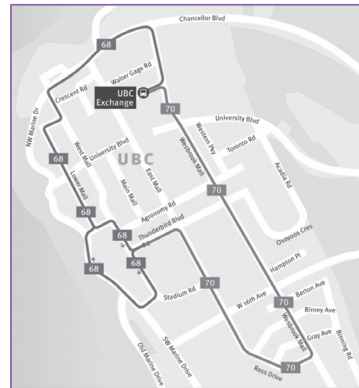 Chancellor Blvd
68
Walter Gage Rd
Crescent Rd
UBC
Exchange
70
NW Marine Dr
West Mall
University Blvd
UBC
Western Pky
University Blvd
Toronto Rd
Wesbrook Mall
68
Lower Mall
Main Mall
East Mall
Acadia Rd
70
Agronomy Rd
68
Thunderbird Blvd
Osoyoos Cres
68
68
Hampton Pl
Stadium Rd
70
W 16th Ave
70
Berton Ave
Birney Ave
Wesbrook Mall
Gray Ave
Binning Rd
Old Marine Drive
SW Marine Drive
Ross Drive
70